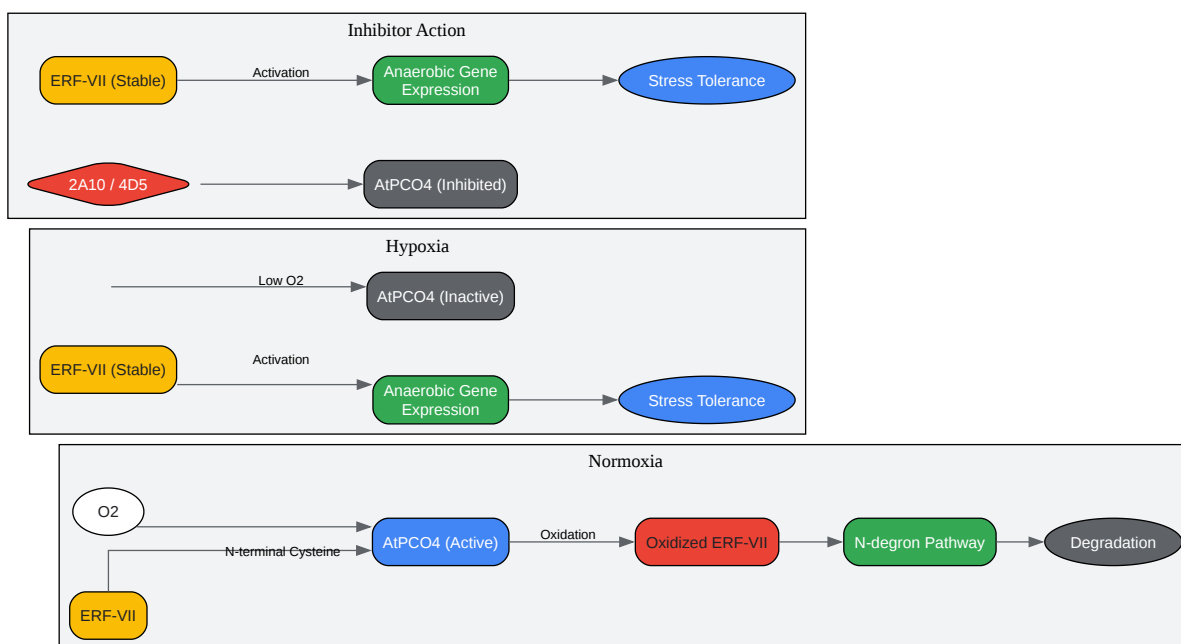 Inhibitor Action
ERF-VII (Stable)
Activation
Anaerobic Gene
Expression
Stress Tolerance
2A10 / 4D5
AtPCO4 (Inhibited)
Hypoxia
Low O2
AtPCO4 (Inactive)
ERF-VII (Stable)
Activation
Anaerobic Gene
Expression
Stress Tolerance
Normoxia
O2
N-terminal Cysteine
AtPCO4 (Active)
Oxidation
Oxidized ERF-VII
N-degron Pathway
Degradation
ERF-VII